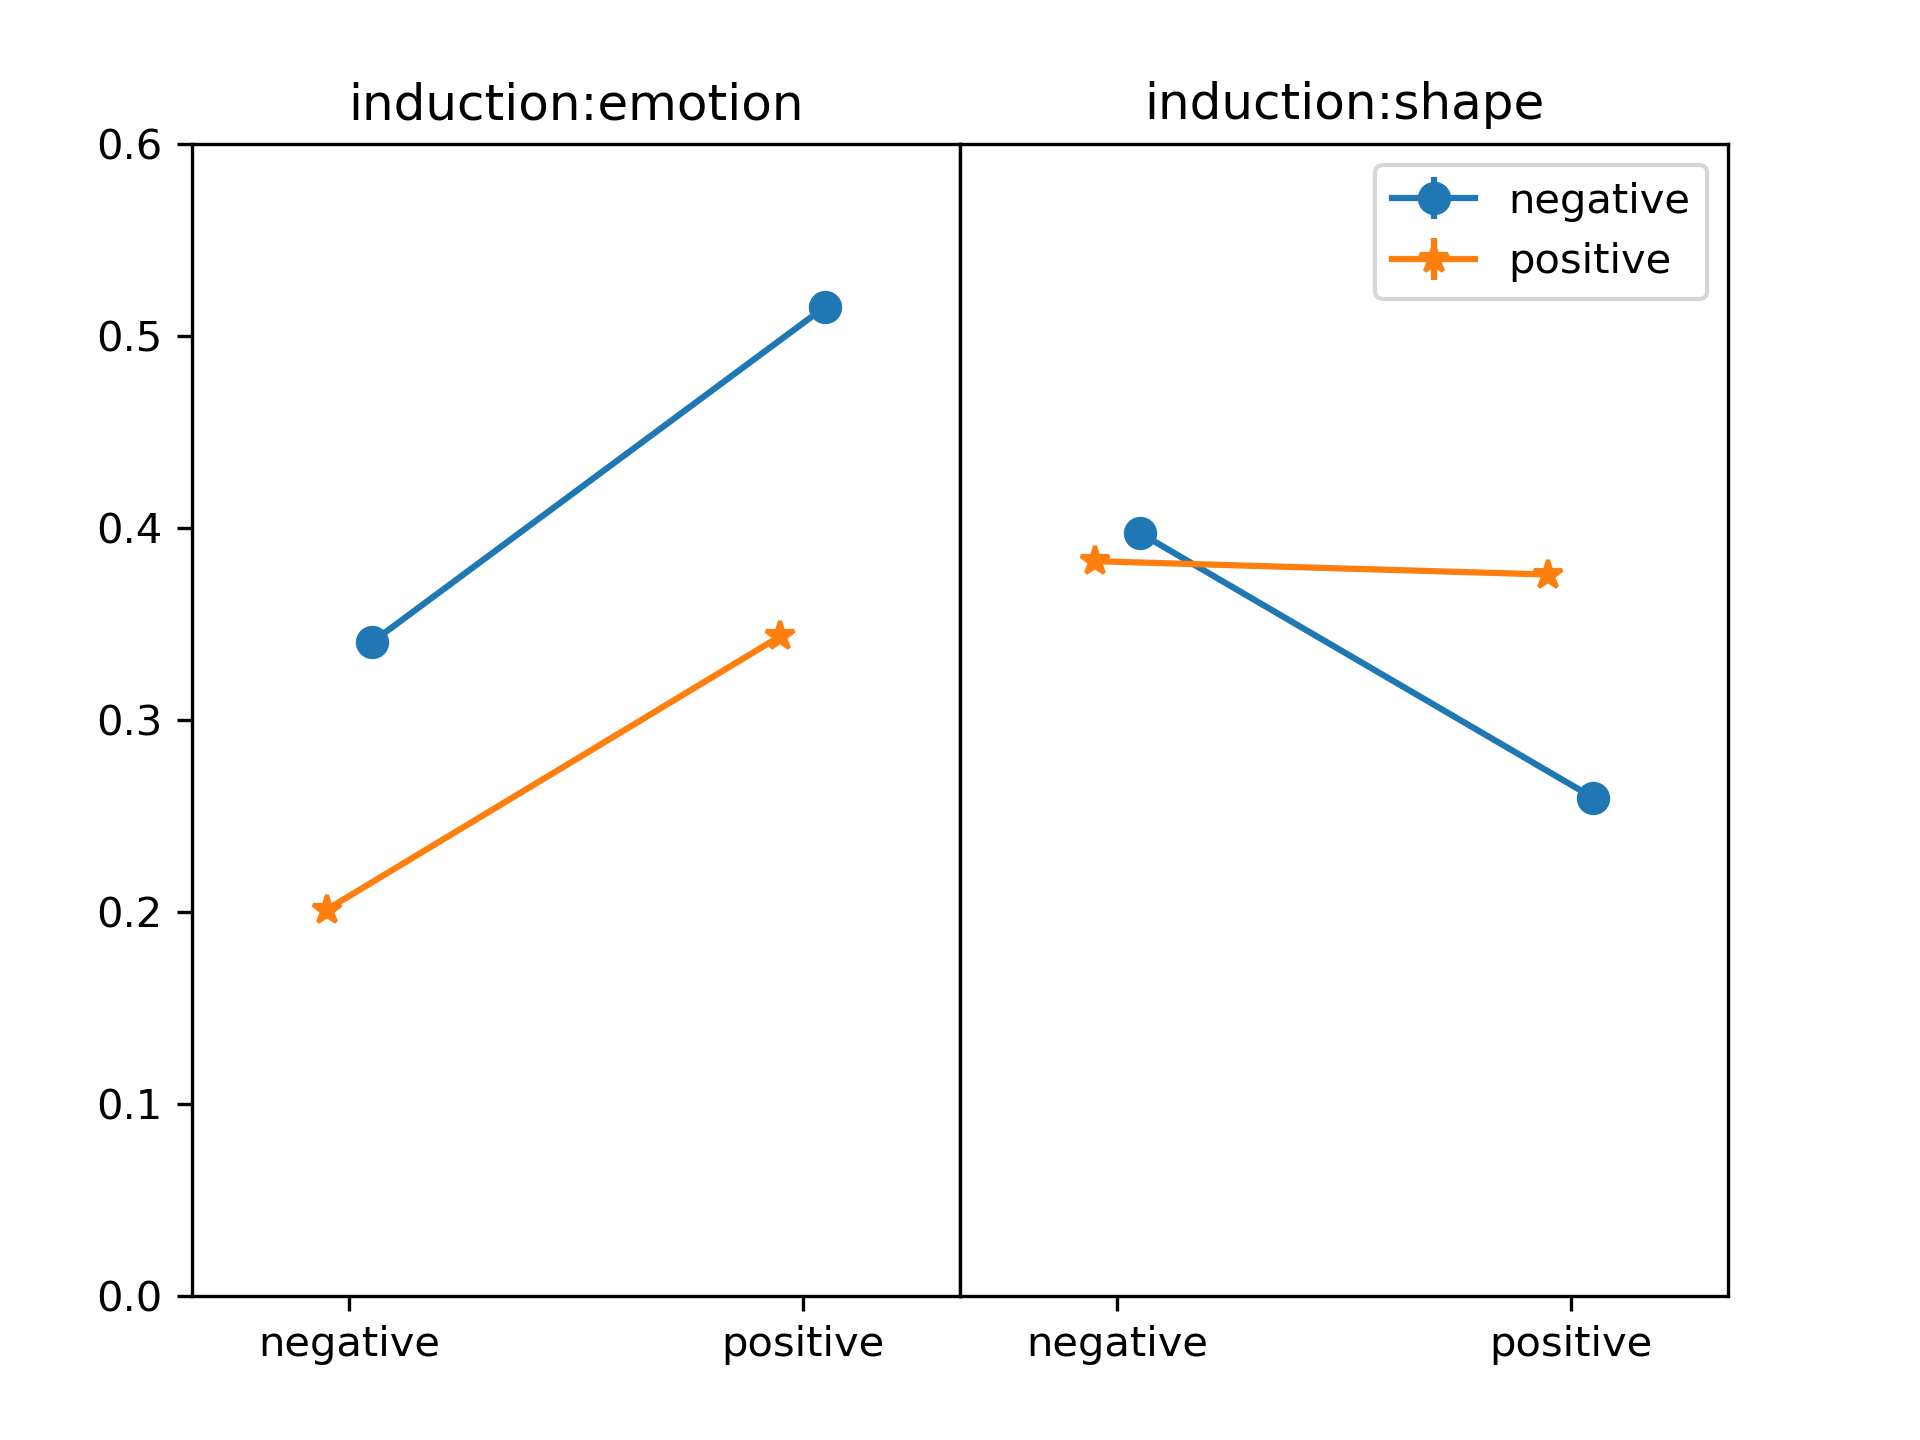 induction:emotion
induction:shape
negative
positive
0.6
0.5
0.4
0.3
0.2
0.1
0.0
negative
positive
negative
positive